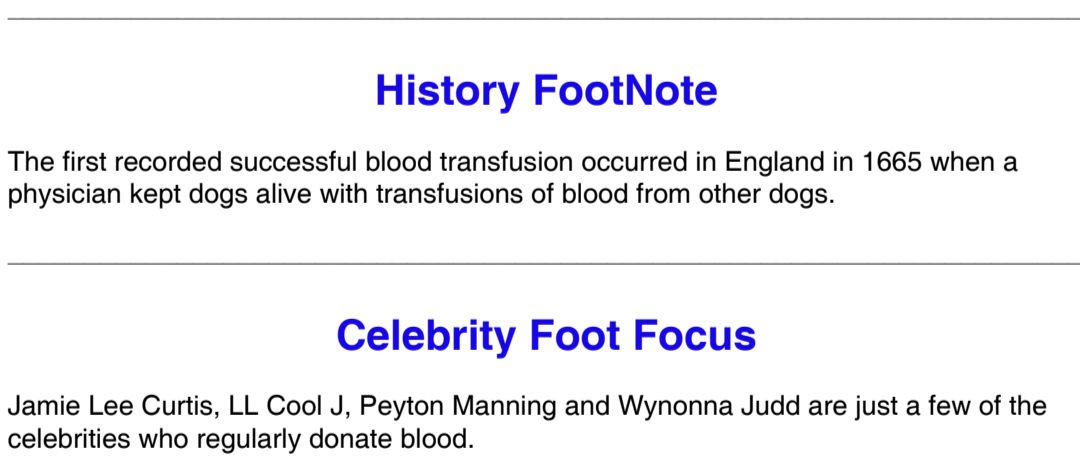 History FootNote
The first recorded successful blood transfusion occurred in England in 1665 when a
physician kept dogs alive with transfusions of blood from other dogs.
Celebrity Foot Focus
Jamie Lee Curtis, LL Cool J, Peyton Manning and Wynonna Judd are just a few of the
celebrities who regularly donate blood.